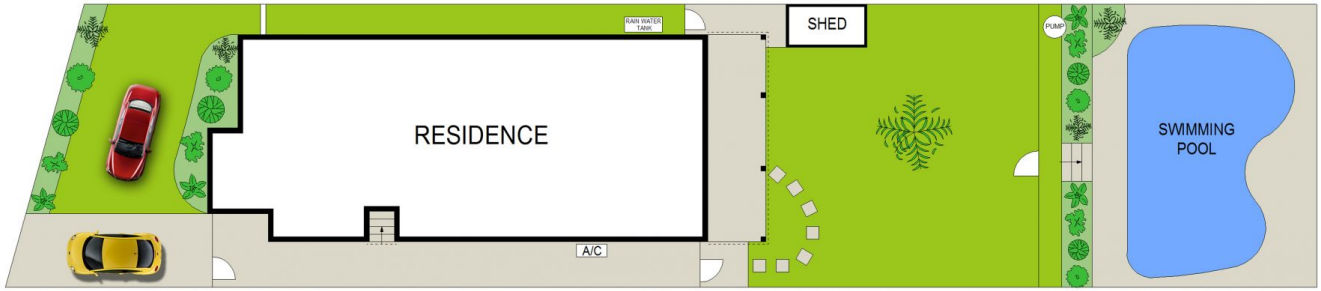 RAIN WATER
TANK
SHED
PUMP
RESIDENCE
SWIMMING
POOL
A/C